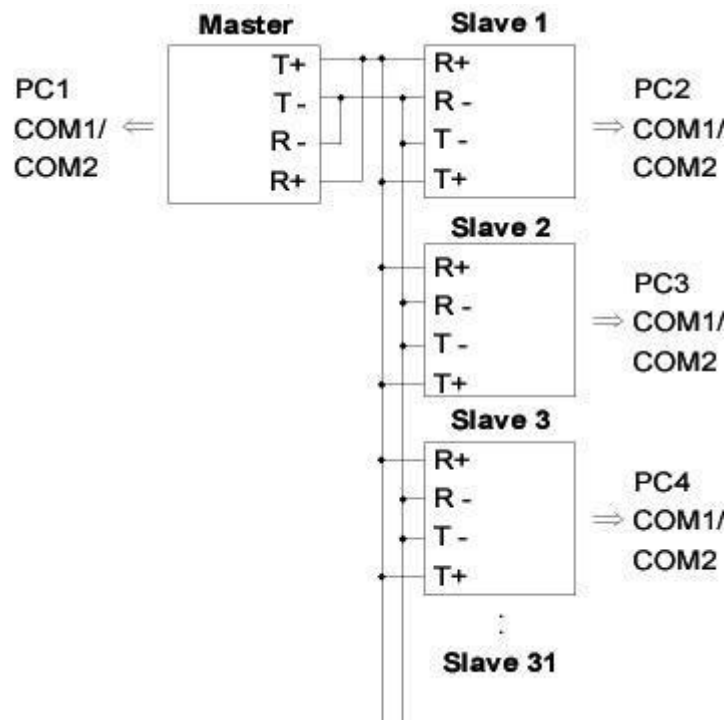 Master
Slave 1
T+
T -
R -
R+
R+
R -
T -
T+
PC1
COM1/
COM2
PC2
COM1/
COM2
Slave 2
R+
R -
T -
T+
PC3
COM1/
COM2
Slave 3
R+
R -
T -
T+
PC4
COM1/
COM2
Slave 31